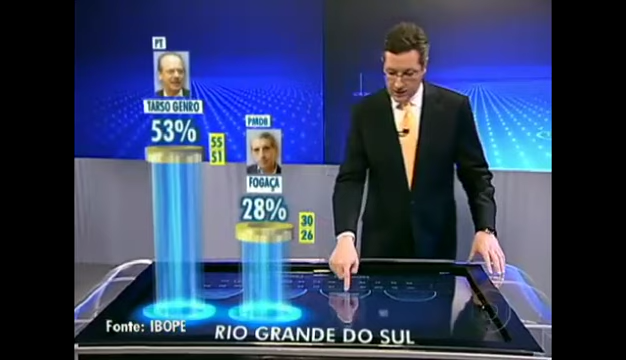 PT
TARSO GENRO
53%
55
51
PMDB
FOGAÇA
28%
30
26
Fonte: IBOPE
RIO GRANDE DO SUL